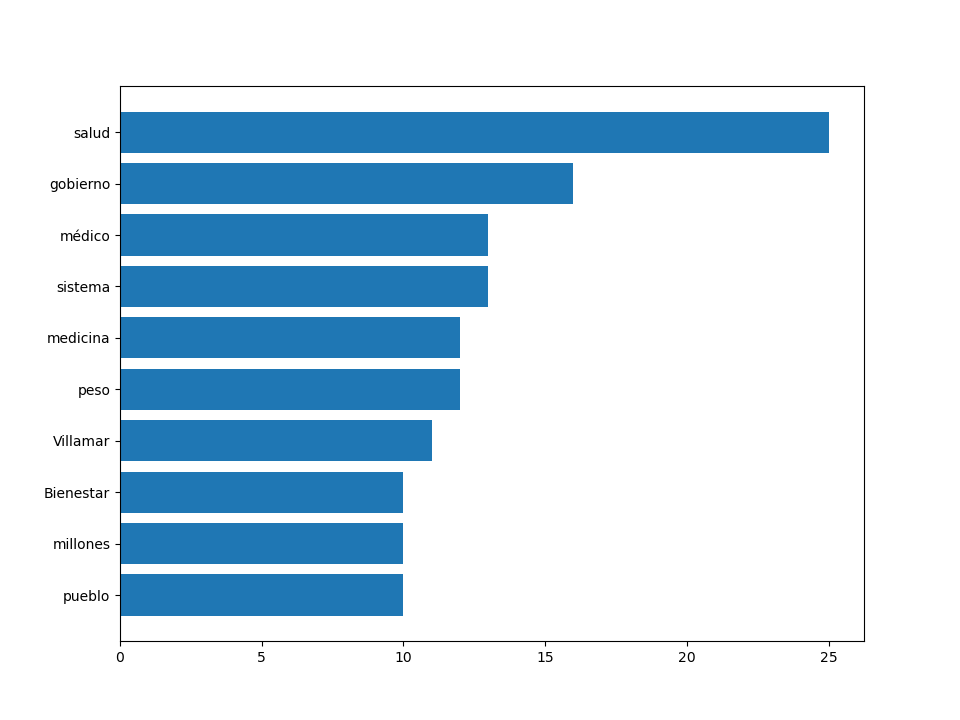 salud
gobierno
médico
sistema
medicina
peso
Villamar
Bienestar
millones
pueblo
0 5 10 15 20 25